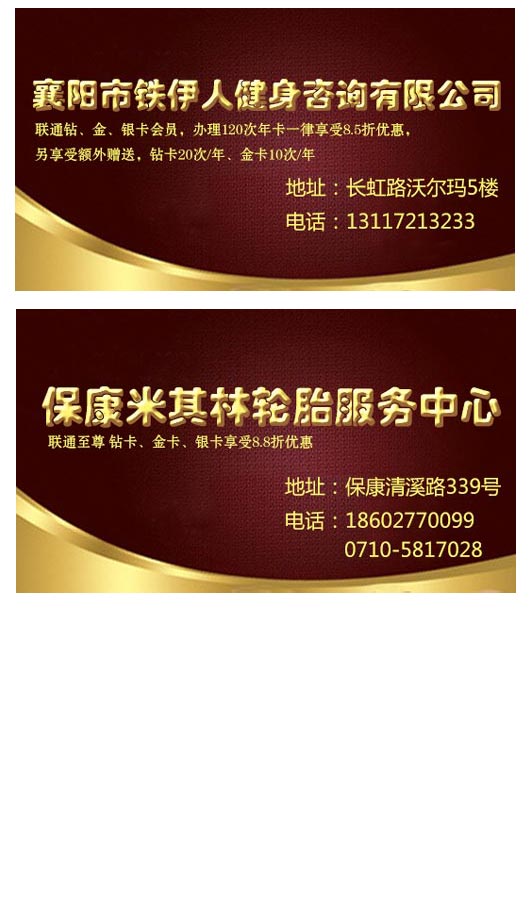 襄阳市铁伊人健身咨询有限公司
联通钻、金、银卡会员，办理120次年卡一律享受8.5折优惠，
另享受额外赠送，钻卡20次/年、金卡10次/年
地址：长虹路沃尔玛5楼
电话：13117213233
保康米其林轮胎服务中心
联通至尊 钻卡、金卡、银卡享受8.8折优惠
地址：保康清溪路339号
电话：18602770099
0710-5817028